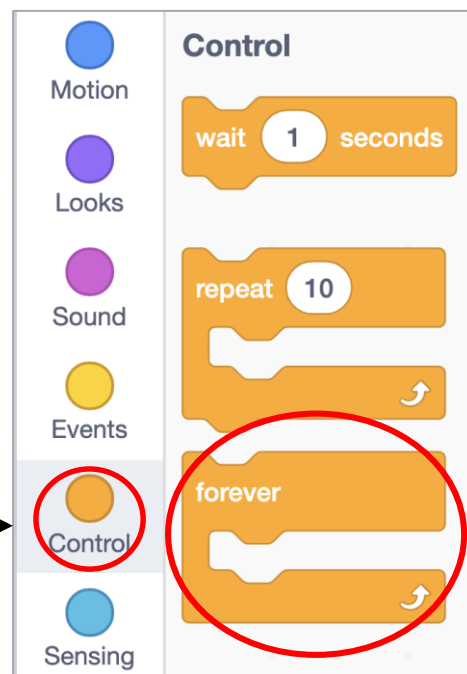 Motion
Looks
Sound
Events
Control
Sensing
Control
wait 1 seconds
repeat 10
forever